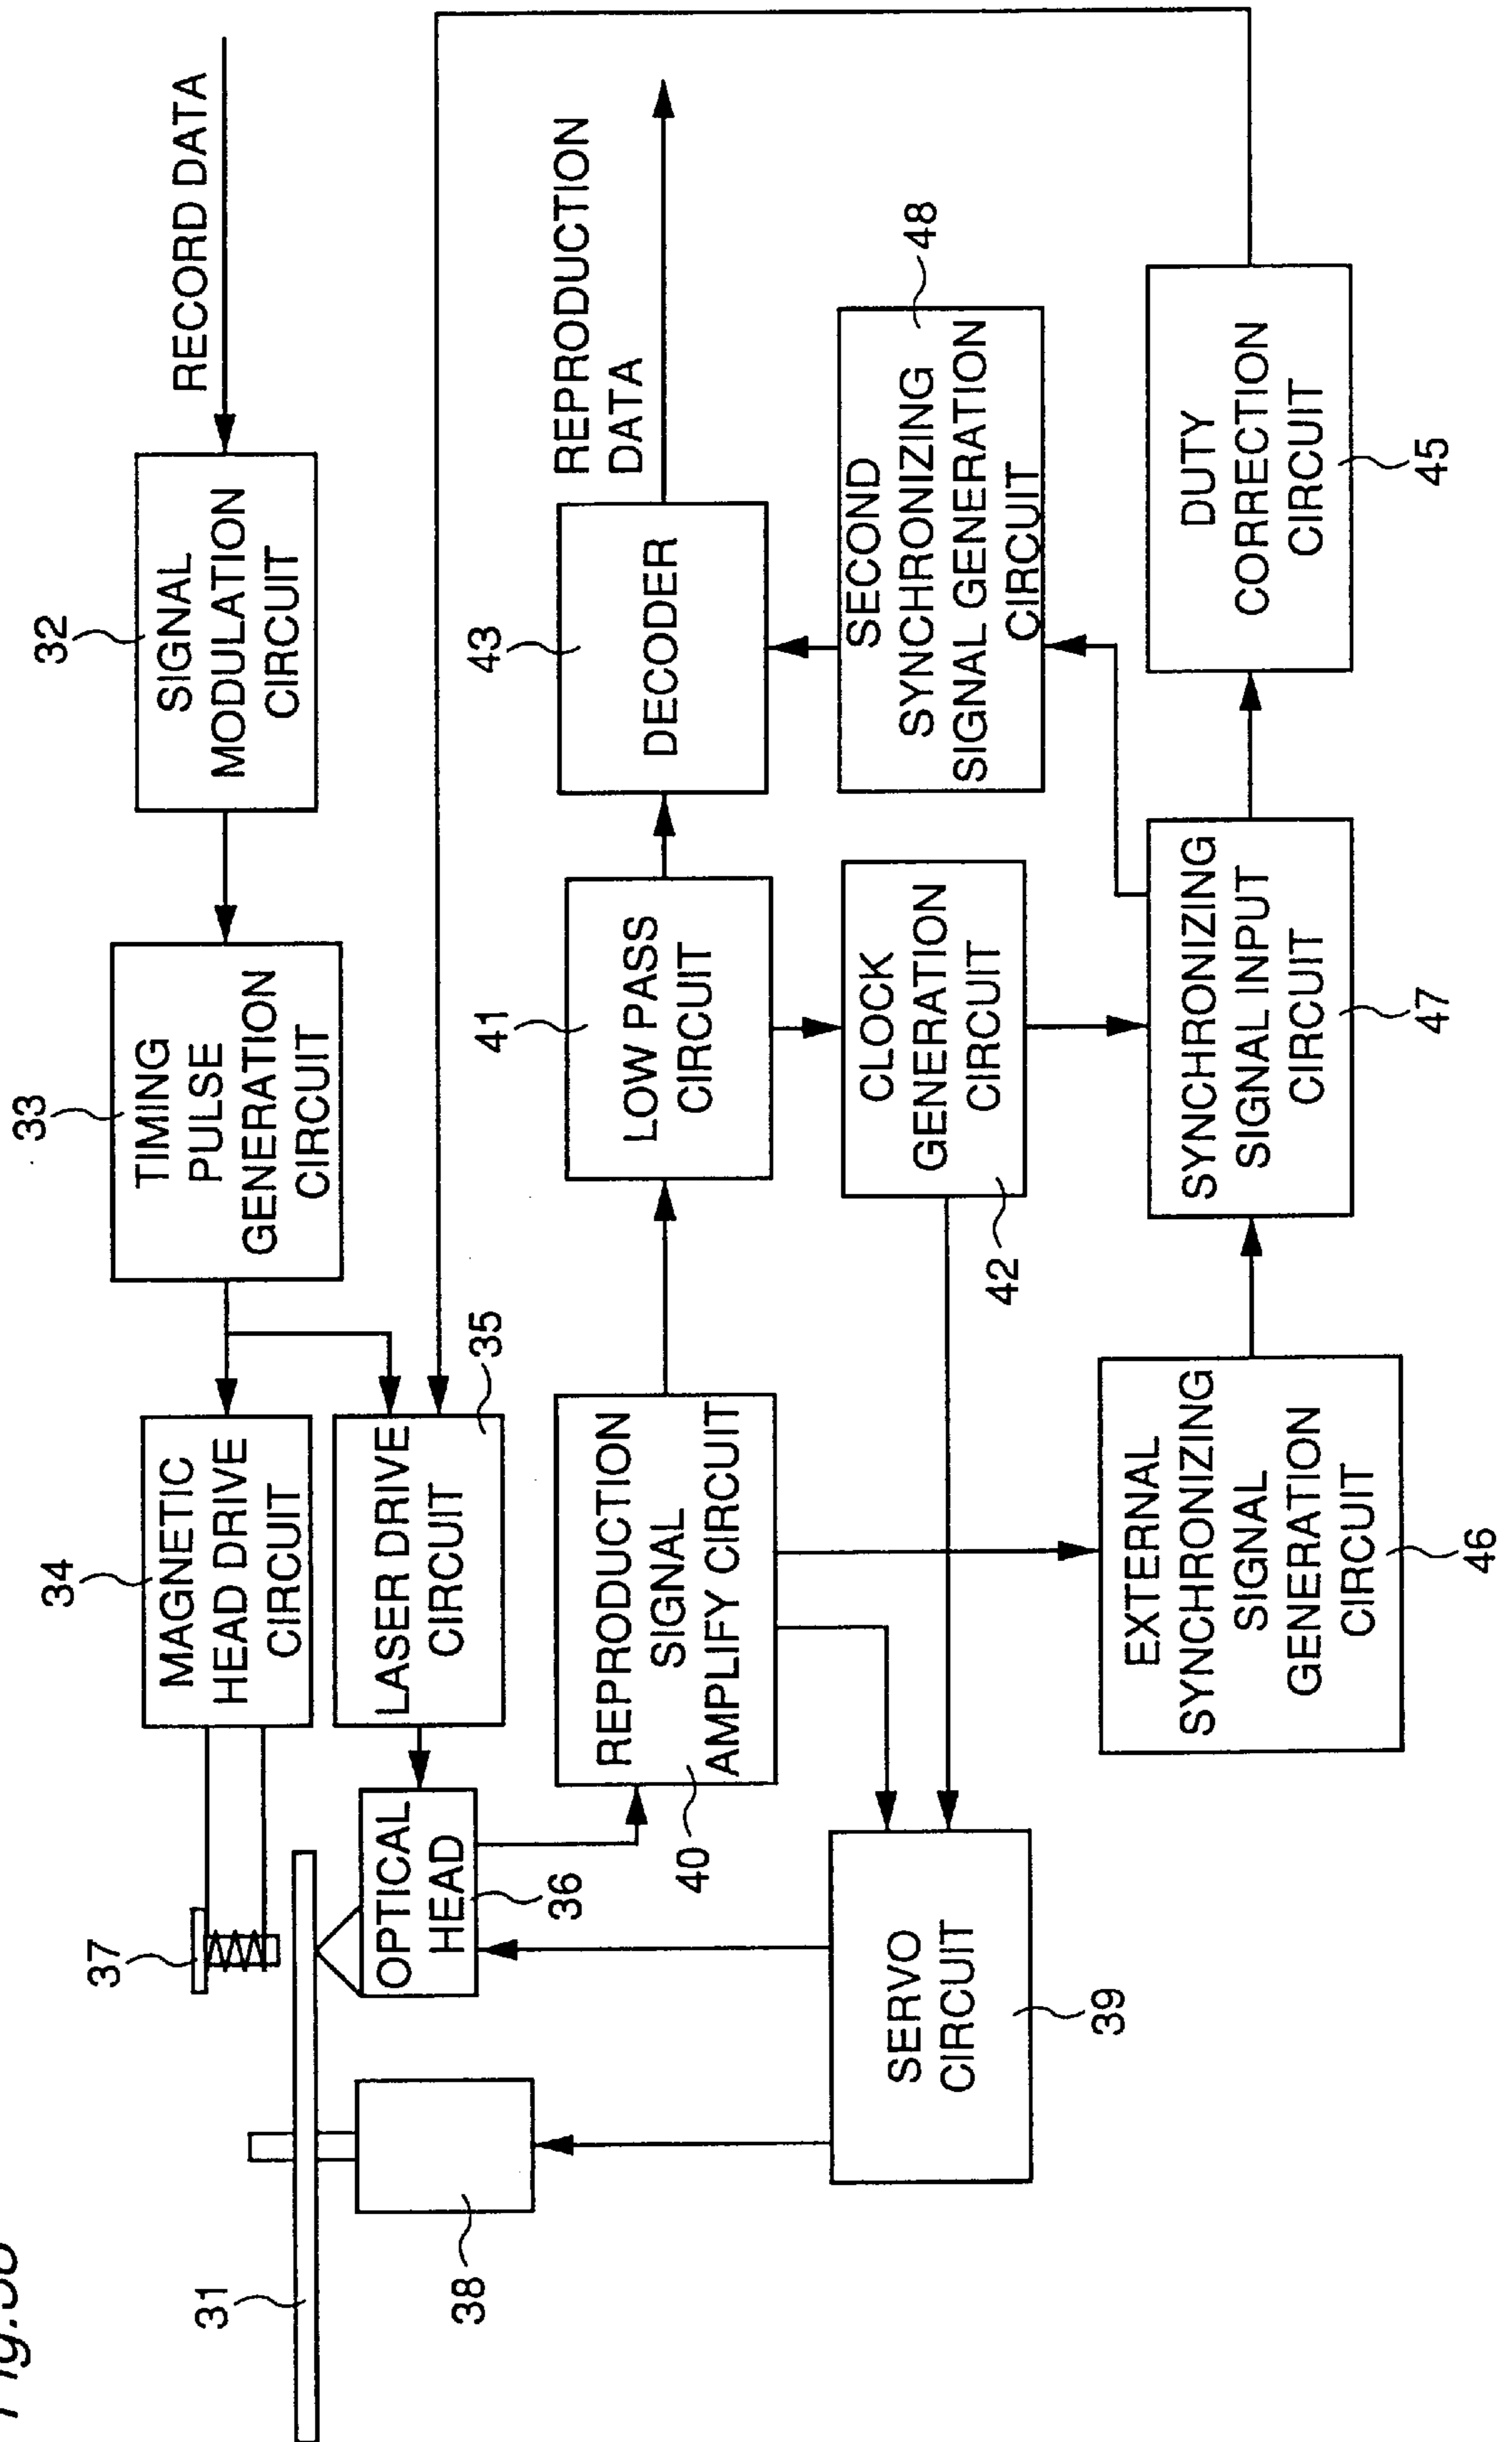 RECORD DATA
32
SIGNAL
MODULATION
CIRCUIT
33
TIMING
PULSE
GENERATION
CIRCUIT
34
MAGNETIC
HEAD DRIVE
CIRCUIT
35
LASER DRIVE
CIRCUIT
37
OPTICAL
HEAD
36
31
38
REPRODUCTION
DATA
43
DECODER
41
LOW PASS
CIRCUIT
REPRODUCTION
SIGNAL
AMPLIFY CIRCUIT
40
48
SECOND
SYNCHRONIZING
SIGNAL GENERATION
CIRCUIT
CLOCK
GENERATION
CIRCUIT
42
SERVO
CIRCUIT
39
DUTY
CORRECTION
CIRCUIT
45
SYNCHRONIZING
SIGNAL INPUT
CIRCUIT
47
EXTERNAL
SYNCHRONIZING
SIGNAL
GENERATION
CIRCUIT
46